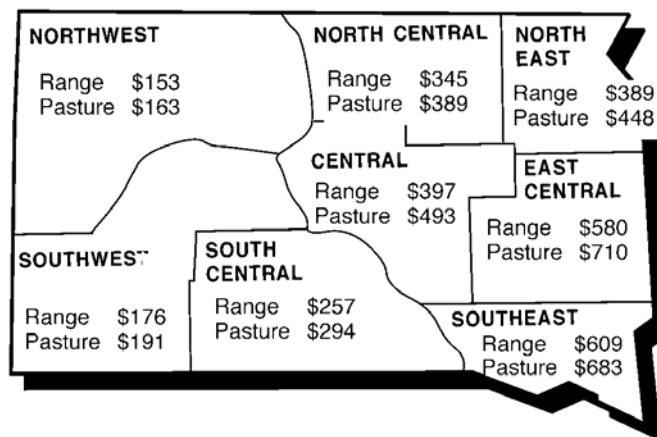 NORTHWEST
Range $153
Pasture $163
NORTH CENTRAL
Range $345
Pasture $389
NORTH
EAST
Range $389
Pasture $448
CENTRAL
Range $397
Pasture $493
EAST
CENTRAL
Range $580
Pasture $710
SOUTHWEST
Range $176
Pasture $191
SOUTH
CENTRAL
Range $257
Pasture $294
SOUTHEAST
Range $609
Pasture $683